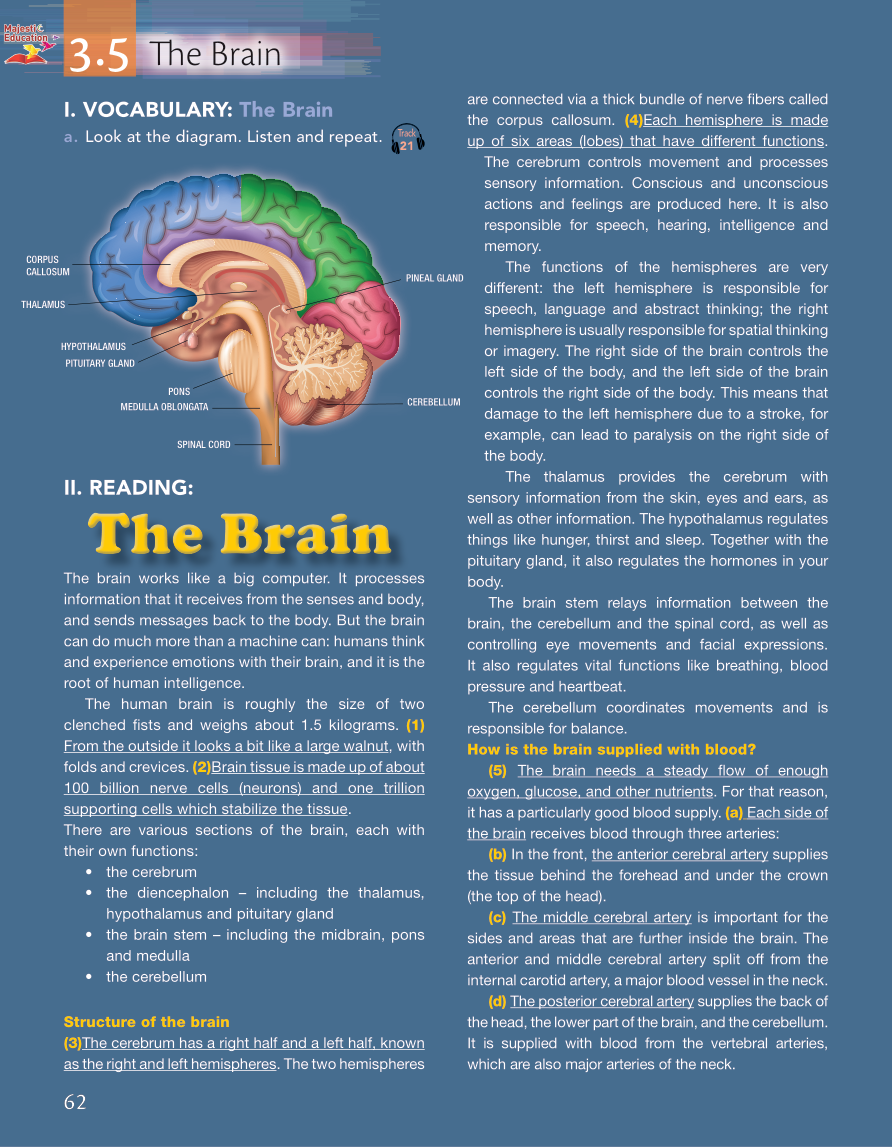 Majestic
Education
3.5 The Brain
I. VOCABULARY: The Brain
a. Look at the diagram. Listen and repeat.
Track
21
CORPUS
CALLOSUM
THALAMUS
HYPOTHALAMUS
PITUITARY GLAND
PONS
MEDULLA OBLONGATA
SPINAL CORD
PINEAL GLAND
CEREBELLUM
II. READING:
The Brain
The brain works like a big computer. It processes
information that it receives from the senses and body,
and sends messages back to the body. But the brain
can do much more than a machine can: humans think
and experience emotions with their brain, and it is the
root of human intelligence.
The human brain is roughly the size of two
clenched fists and weighs about 1.5 kilograms. (1)
From the outside it looks a bit like a large walnut, with
folds and crevices. (2)Brain tissue is made up of about
100 billion nerve cells (neurons) and one trillion
supporting cells which stabilize the tissue.
There are various sections of the brain, each with
their own functions:
• the cerebrum
• the diencephalon – including the thalamus,
hypothalamus and pituitary gland
• the brain stem – including the midbrain, pons
and medulla
• the cerebellum
Structure of the brain
(3)The cerebrum has a right half and a left half, known
as the right and left hemispheres. The two hemispheres
are connected via a thick bundle of nerve fibers called
the corpus callosum. (4)Each hemisphere is made
up of six areas (lobes) that have different functions.
The cerebrum controls movement and processes
sensory information. Conscious and unconscious
actions and feelings are produced here. It is also
responsible for speech, hearing, intelligence and
memory.
The functions of the hemispheres are very
different: the left hemisphere is responsible for
speech, language and abstract thinking; the right
hemisphere is usually responsible for spatial thinking
or imagery. The right side of the brain controls the
left side of the body, and the left side of the brain
controls the right side of the body. This means that
damage to the left hemisphere due to a stroke, for
example, can lead to paralysis on the right side of
the body.
The thalamus provides the cerebrum with
sensory information from the skin, eyes and ears, as
well as other information. The hypothalamus regulates
things like hunger, thirst and sleep. Together with the
pituitary gland, it also regulates the hormones in your
body.
The brain stem relays information between the
brain, the cerebellum and the spinal cord, as well as
controlling eye movements and facial expressions.
It also regulates vital functions like breathing, blood
pressure and heartbeat.
The cerebellum coordinates movements and is
responsible for balance.
How is the brain supplied with blood?
(5) The brain needs a steady flow of enough
oxygen, glucose, and other nutrients. For that reason,
it has a particularly good blood supply. (a) Each side of
the brain receives blood through three arteries:
(b) In the front, the anterior cerebral artery supplies
the tissue behind the forehead and under the crown
(the top of the head).
(c) The middle cerebral artery is important for the
sides and areas that are further inside the brain. The
anterior and middle cerebral artery split off from the
internal carotid artery, a major blood vessel in the neck.
(d) The posterior cerebral artery supplies the back of
the head, the lower part of the brain, and the cerebellum.
It is supplied with blood from the vertebral arteries,
which are also major arteries of the neck.
62